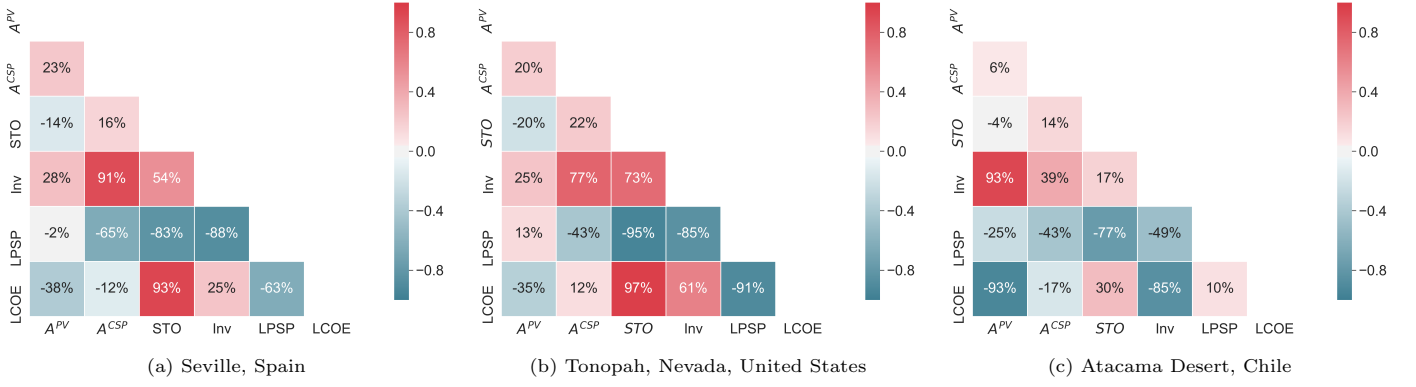 A^PV
A^CSP 23%
STO -14% 16%
Inv 28% 91% 54%
LPSP -2% -65% -83% -88%
LCOE -38% -12% 93% 25% -63%
A^PV A^CSP STO Inv LPSP LCOE
0.8
0.4
0.0
−0.4
−0.8
(a) Seville, Spain
A^PV
A^CSP 20%
STO -20% 22%
Inv 25% 77% 73%
LPSP 13% -43% -95% -85%
LCOE -35% 12% 97% 61% -91%
A^PV A^CSP STO Inv LPSP LCOE
0.8
0.4
0.0
−0.4
−0.8
(b) Tonopah, Nevada, United States
A^PV
A^CSP 6%
STO -4% 14%
Inv 93% 39% 17%
LPSP -25% -43% -77% -49%
LCOE -93% -17% 30% -85% 10%
A^PV A^CSP STO Inv LPSP LCOE
0.8
0.4
0.0
−0.4
−0.8
(c) Atacama Desert, Chile